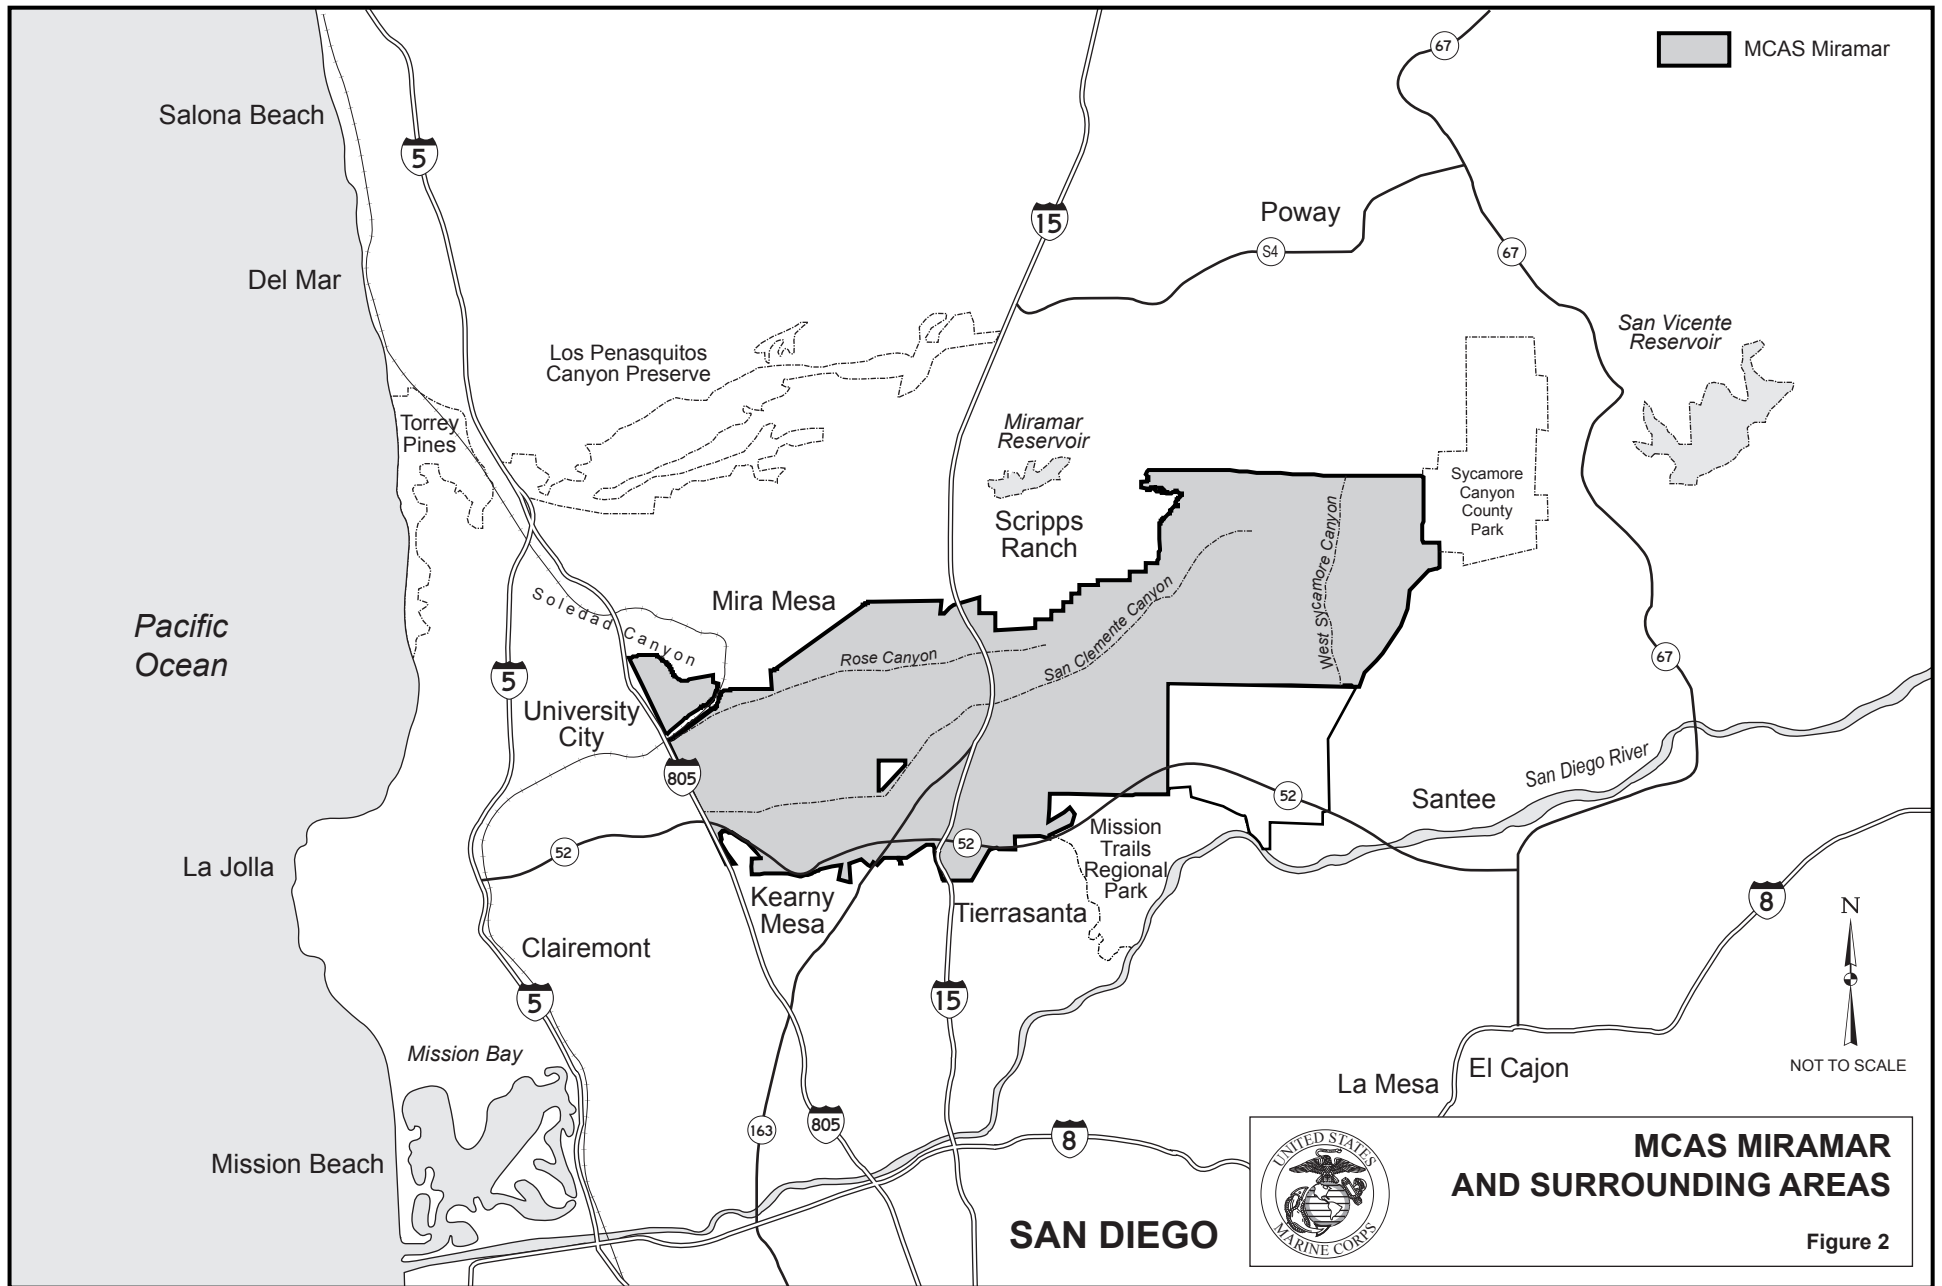 67
MCAS Miramar
Salona Beach
5
15
Poway
S4
67
Del Mar
San Vicente
Reservoir
Los Penasquitos
Canyon Preserve
Torrey
Pines
Miramar
Reservoir
Sycamore
Canyon
County
Park
Scripps
Ranch
West Sycamore Canyon
San Clemente Canyon
Soledad Canyon
Mira Mesa
Pacific
Ocean
Rose Canyon
67
5
University
City
805
San Diego River
52
Santee
52
52
Mission
Trails
Regional
Park
La Jolla
Kearny
Mesa
Tierrasanta
8
N
Clairemont
5
15
Mission Bay
NOT TO SCALE
El Cajon
La Mesa
163
805
8
Mission Beach
SAN DIEGO
UNITED STATES
MARINE CORPS
MCAS MIRAMAR
AND SURROUNDING AREAS
Figure 2